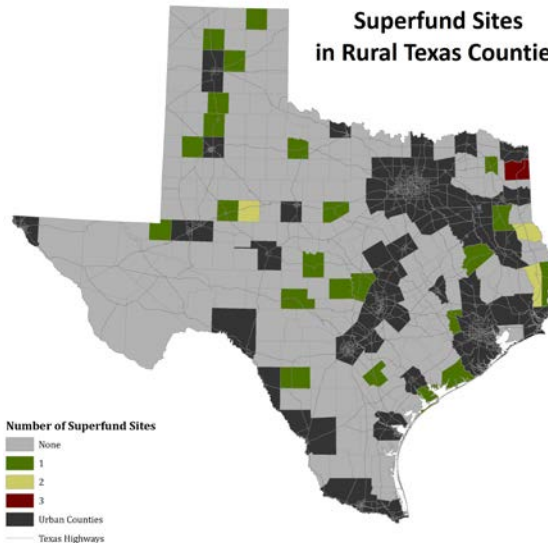 Superfund Sites
in Rural Texas Countie
Number of Superfund Sites
None
1
2
3
Urban Counties
Texas Highways